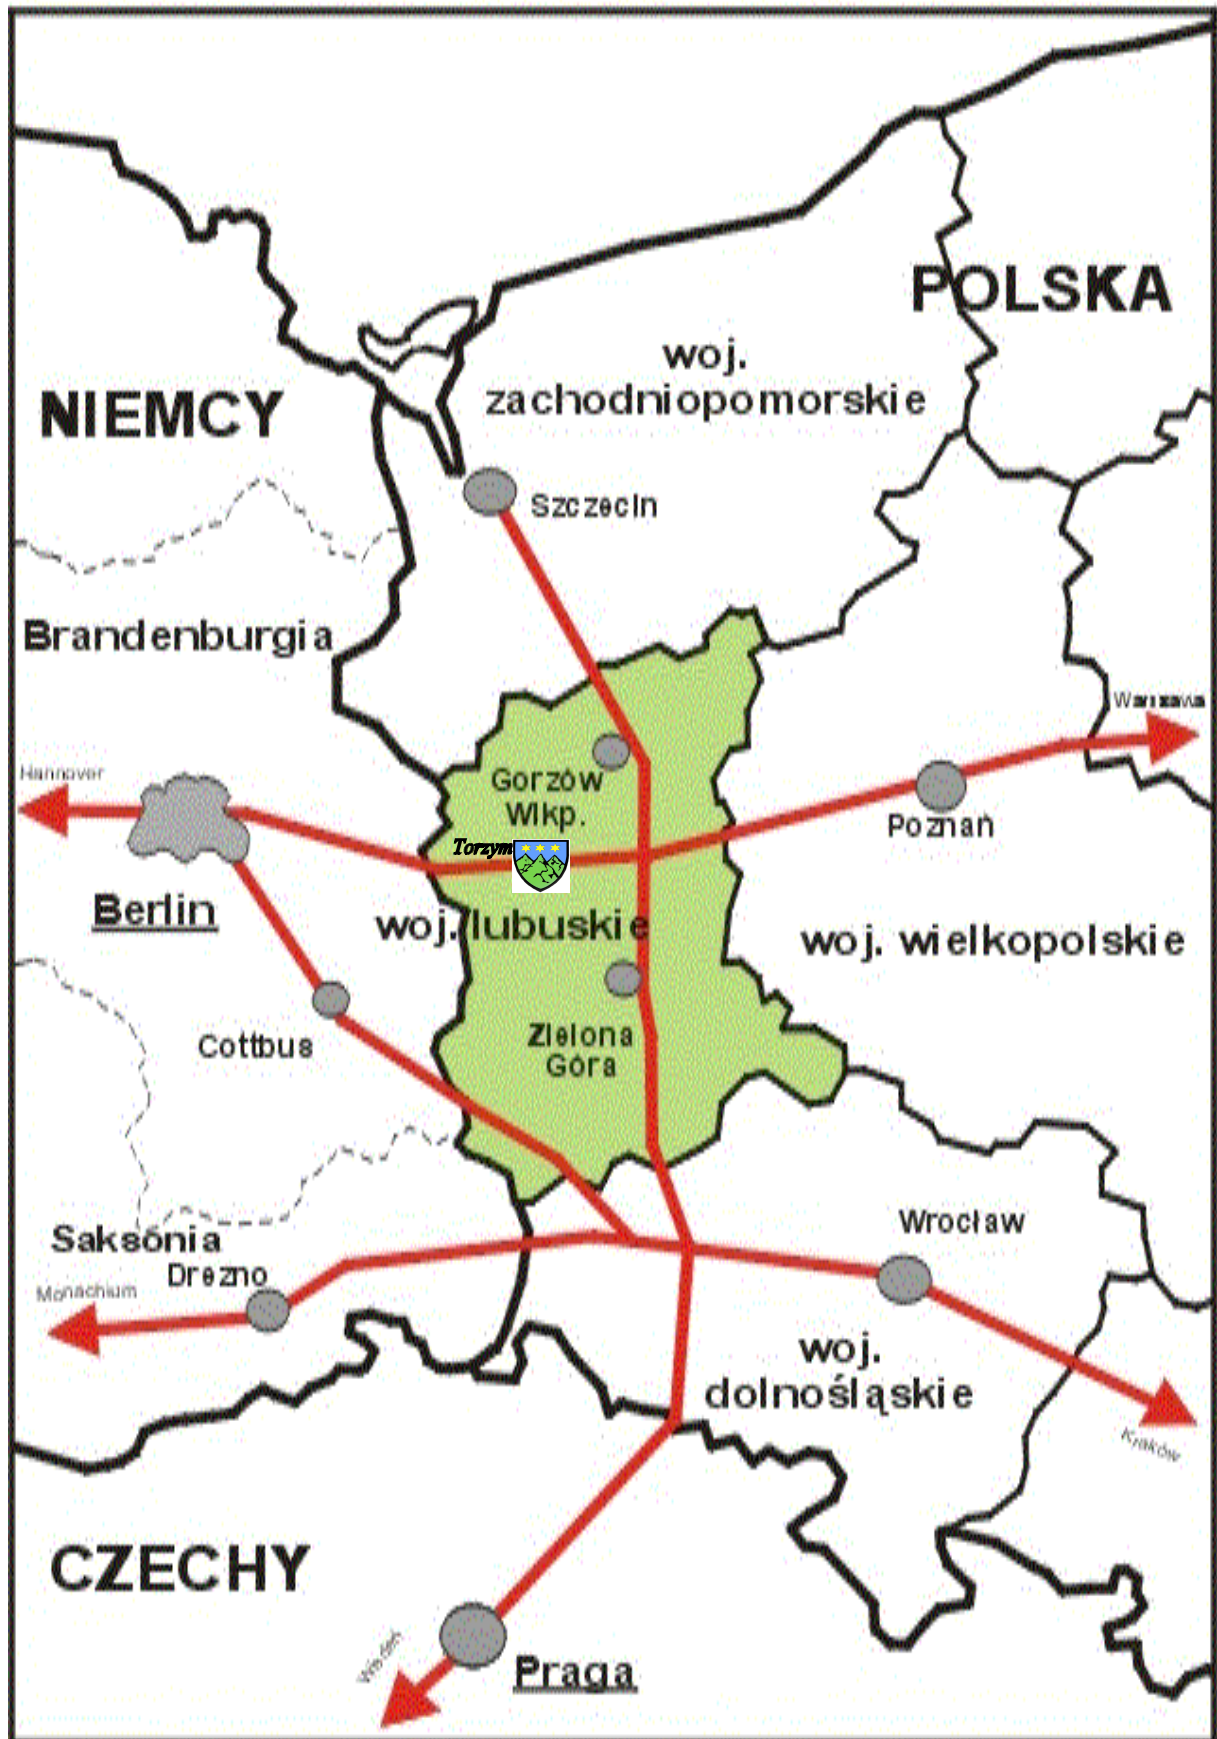 POLSKA
woj.
zachodniopomorskie
NIEMCY
Szczecin
Brandenburgia
Warszawa
Hannover
Gorzów
Wlkp.
Poznań
Torzym
Berlin
woj. lubuskie
woj. wielkopolskie
Zielona
Góra
Cottbus
Wrocław
Saksónia
Drezno
Monachium
woj.
dolnośląskie
Kraków
CZECHY
Wiedeń
Praga